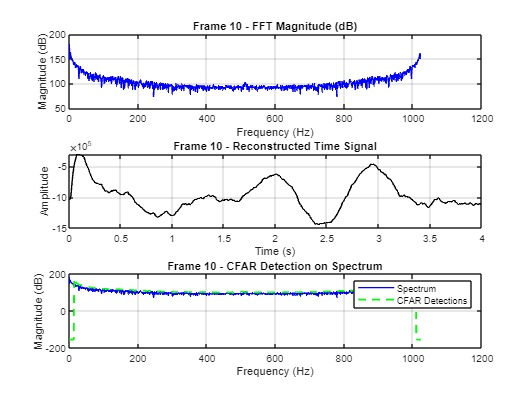 Frame 10 - FFT Magnitude (dB)
Magnitude (dB)
200
150
100
50
0 200 400 600 800 1000 1200
Frequency (Hz)
×10⁵
Frame 10 - Reconstructed Time Signal
Amplitude
-5
-10
-15
0 0.5 1 1.5 2 2.5 3 3.5 4
Time (s)
Frame 10 - CFAR Detection on Spectrum
Magnitude (dB)
200
0
-200
Spectrum
CFAR Detections
0 200 400 600 800 1000 1200
Frequency (Hz)